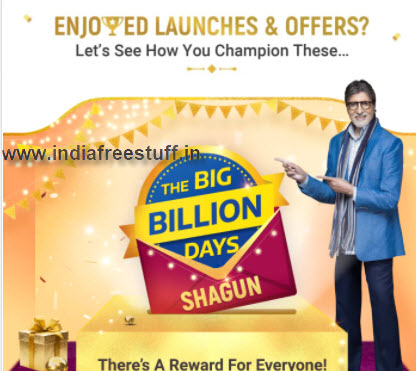 ENJOYED LAUNCHES & OFFERS?
Let's See How You Champion These...
www.indiafreestuff.in
THE BIG
BILLION
DAYS
SHAGUN
There's A Reward For Everyone!